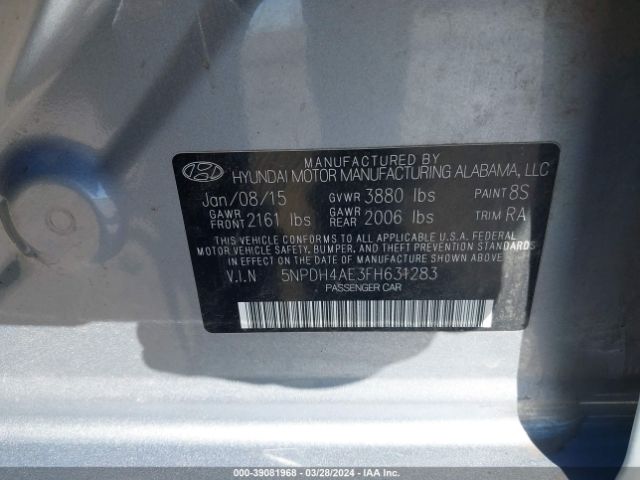 MANUFACTURED BY
HYUNDAI MOTOR MANUFACTURING ALABAMA, LLC
Jan/08/15 GVWR 3880 lbs PAINT 8S
GAWR FRONT 2161 lbs GAWR REAR 2006 lbs TRIM RA
THIS VEHICLE CONFORMS TO ALL APPLICABLE U.S.A. FEDERAL
MOTOR VEHICLE SAFETY, BUMPER, AND THEFT PREVENTION
STANDARDS IN EFFECT ON THE DATE OF MANUFACTURE SHOWN ABOVE.
V.I.N 5NPDH4AE3FH631283
PASSENGER CAR
000-39081968 | 03/28/2024 | IAA Inc.